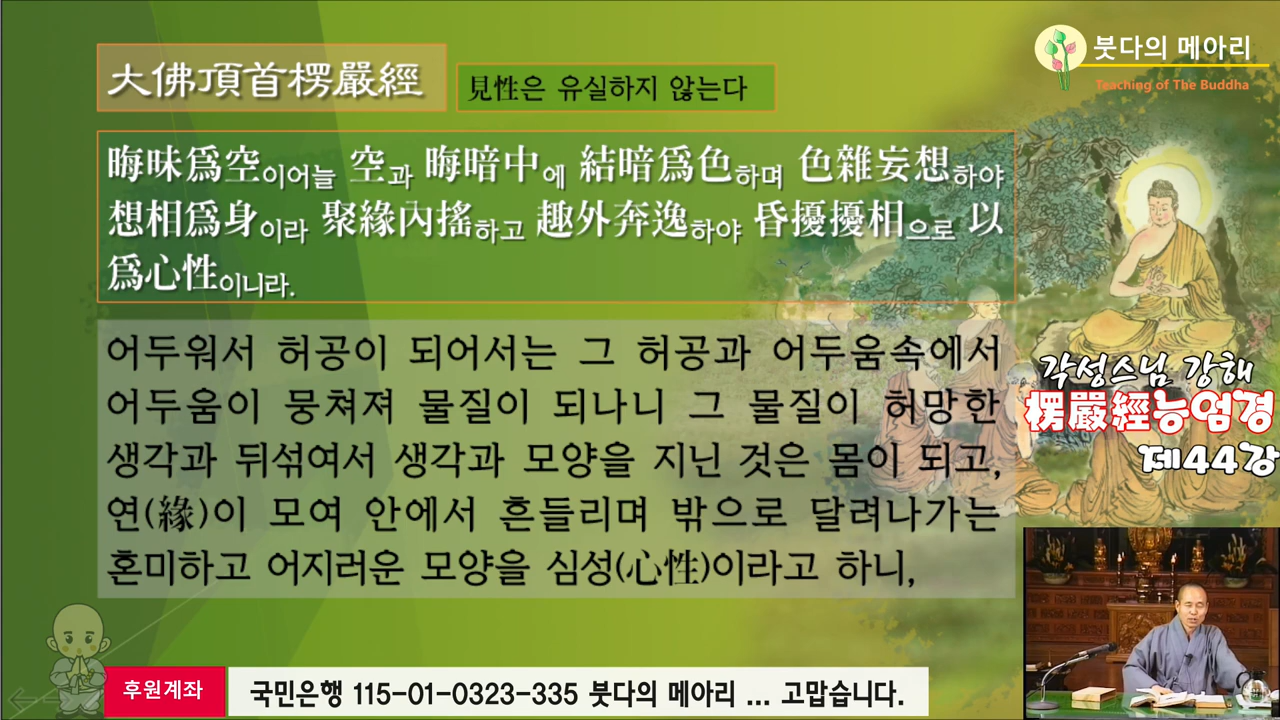 大佛頂首楞嚴經
見性은 유실하지 않는다
붓다의 메아리
Teaching of The Buddha
晦昧爲空이어늘 空과 晦暗中에 結暗爲色하며 色雜妄想하야
想相爲身이라 聚緣內搖하고 趣外奔逸하야 昏擾擾相으로 以
爲心性이니라.
어두워서 허공이 되어서는 그 허공과 어두움속에서
어두움이 뭉쳐져 물질이 되나니 그 물질이 허망한
생각과 뒤섞여서 생각과 모양을 지닌 것은 몸이 되고,
연(緣)이 모여 안에서 흔들리며 밖으로 달려나가는
혼미하고 어지러운 모양을 심성(心性)이라고 하니,
각성스님 강해
楞嚴經능엄경
제44강
후원계좌
국민은행 115-01-0323-335 붓다의 메아리 ... 고맙습니다.